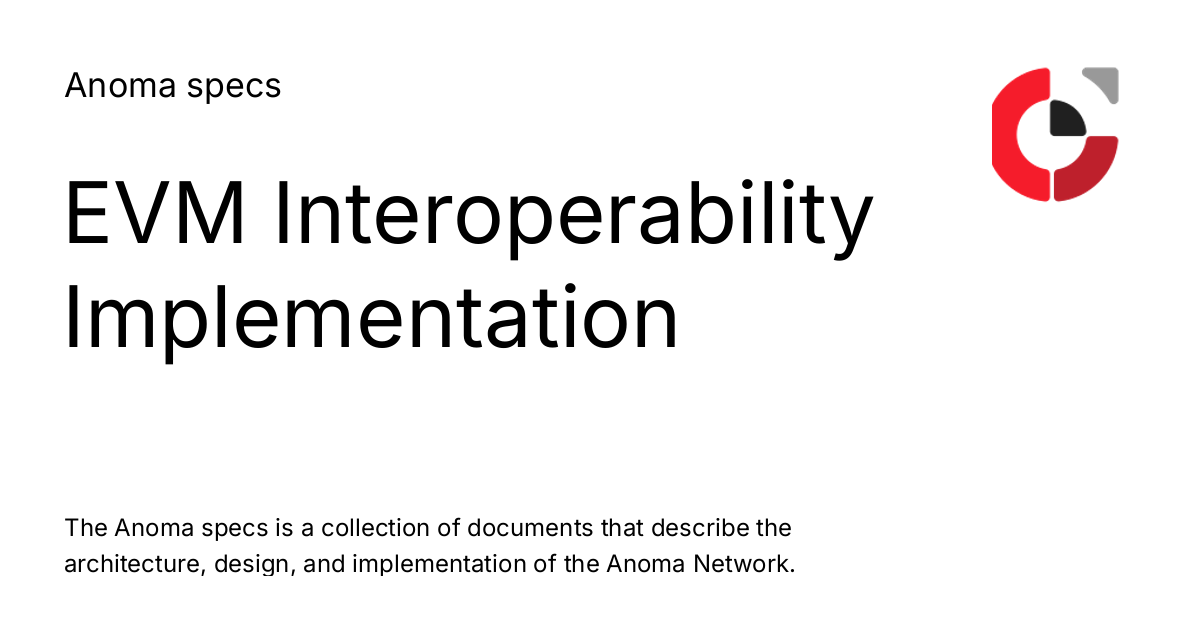 Anoma specs
EVM Interoperability
Implementation
The Anoma specs is a collection of documents that describe the
architecture, design, and implementation of the Anoma Network.